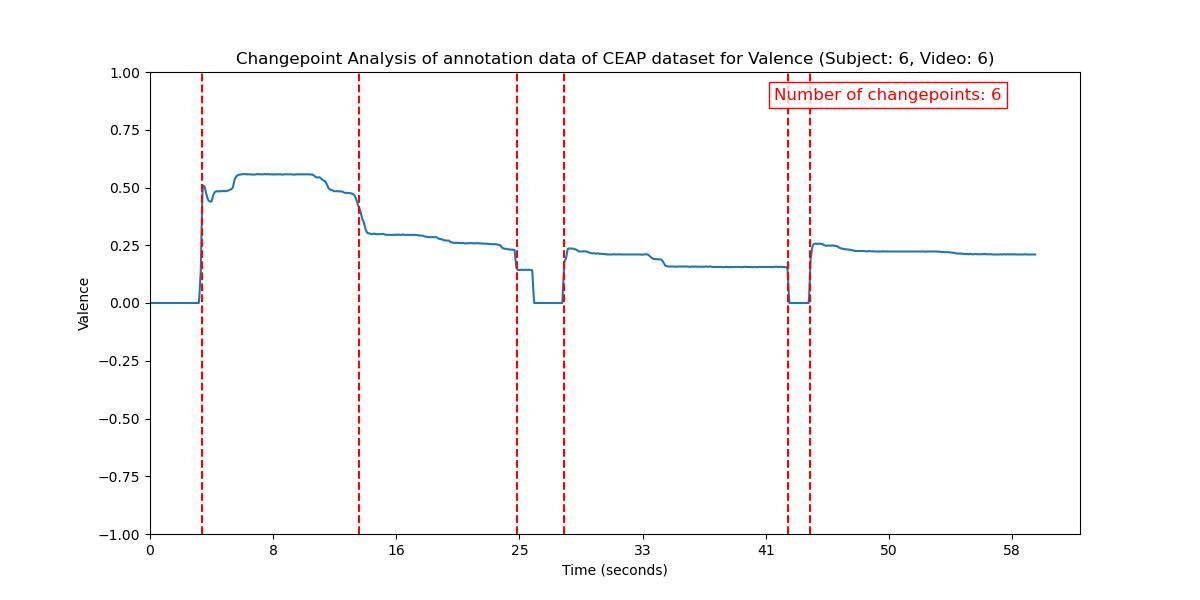 Changepoint Analysis of annotation data of CEAP dataset for Valence (Subject: 6, Video: 6)
Number of changepoints: 6
1.00
0.75
0.50
0.25
0.00
−0.25
−0.50
−0.75
−1.00
Valence
0 8 16 25 33 41 50 58
Time (seconds)